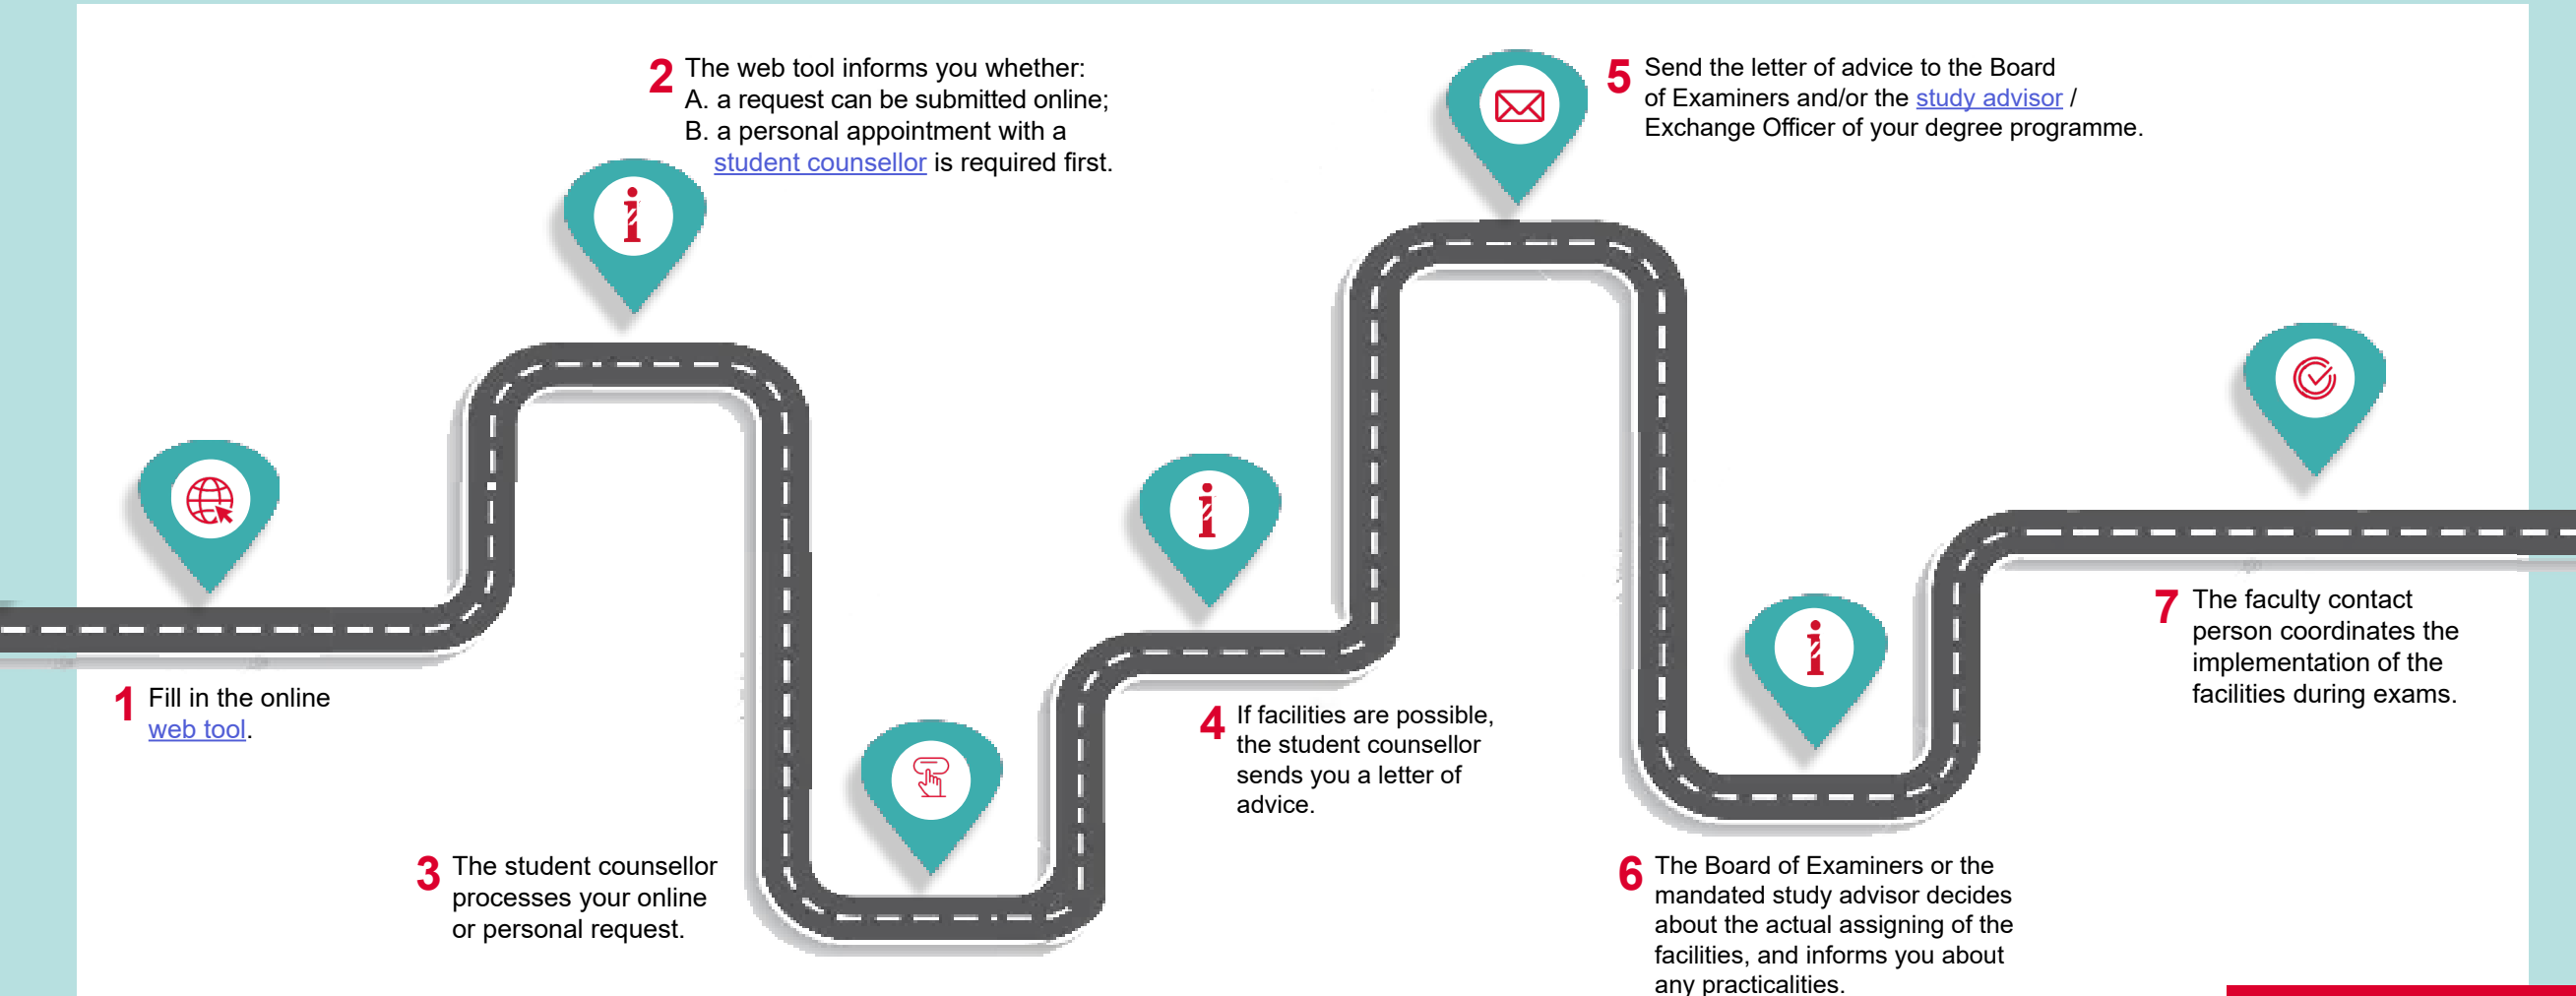 1 Fill in the online
web tool.
2 The web tool informs you whether:
A. a request can be submitted online;
B. a personal appointment with a
student counsellor is required first.
3 The student counsellor
processes your online
or personal request.
4 If facilities are possible,
the student counsellor
sends you a letter of
advice.
5 Send the letter of advice to the Board
of Examiners and/or the study advisor /
Exchange Officer of your degree programme.
6 The Board of Examiners or the
mandated study advisor decides
about the actual assigning of the
facilities, and informs you about
any practicalities.
7 The faculty contact
person coordinates the
implementation of the
facilities during exams.